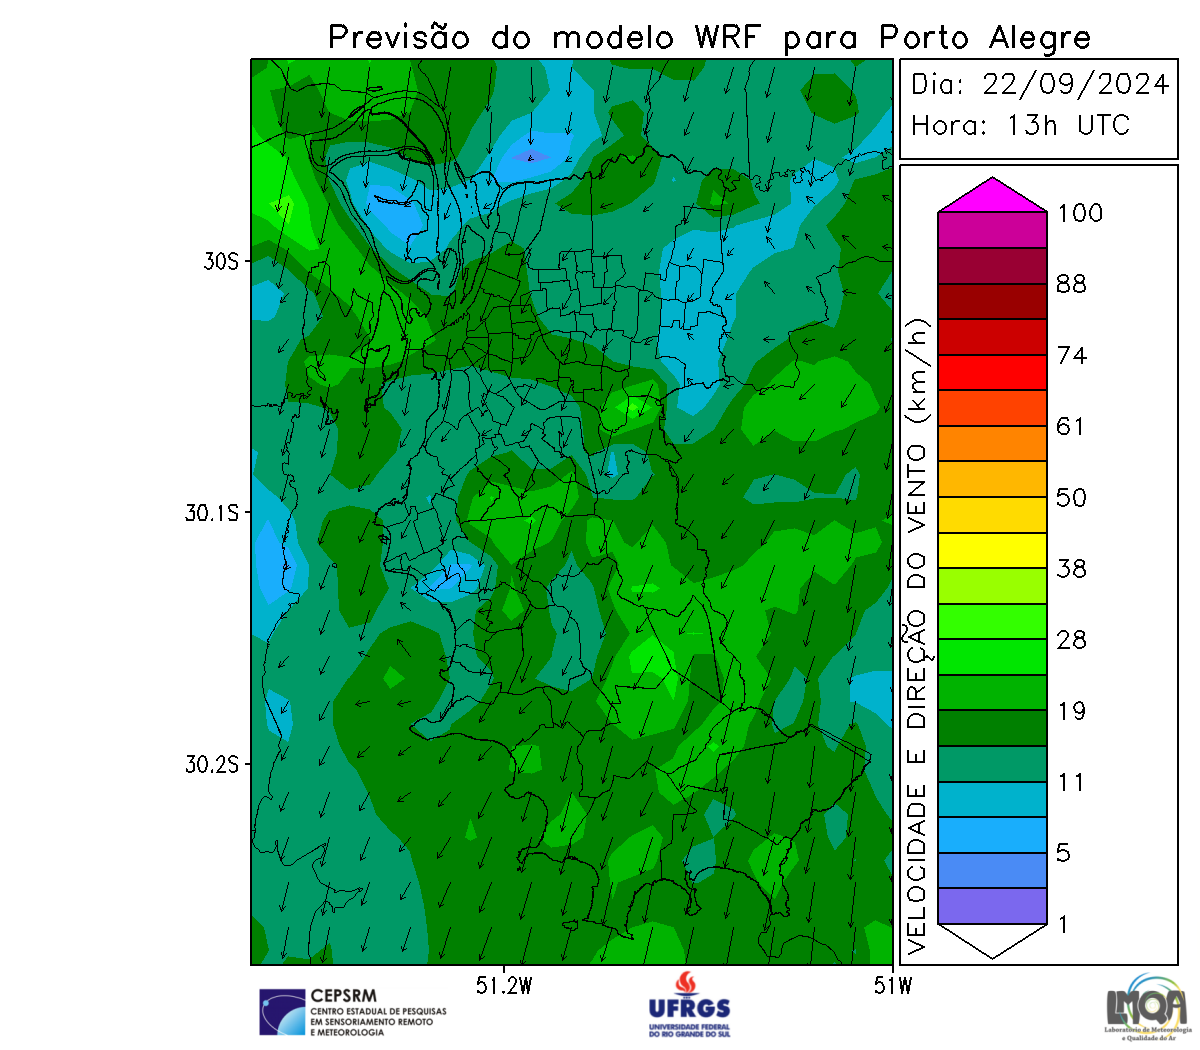 Previsão do modelo WRF para Porto Alegre
Dia: 22/09/2024
Hora: 13h UTC
30S
30.1S
30.2S
51.2W
51W
VELOCIDADE E DIREÇÃO DO VENTO (km/h)
100
88
74
61
50
38
28
19
11
5
1
CEPSRM
CENTRO ESTADUAL DE PESQUISAS
EM SENSORIAMENTO REMOTO
E METEOROLOGIA
UFRGS
UNIVERSIDADE FEDERAL
DO RIO GRANDE DO SUL
LMQA
Laboratório de Meteorologia
e Qualidade do Ar